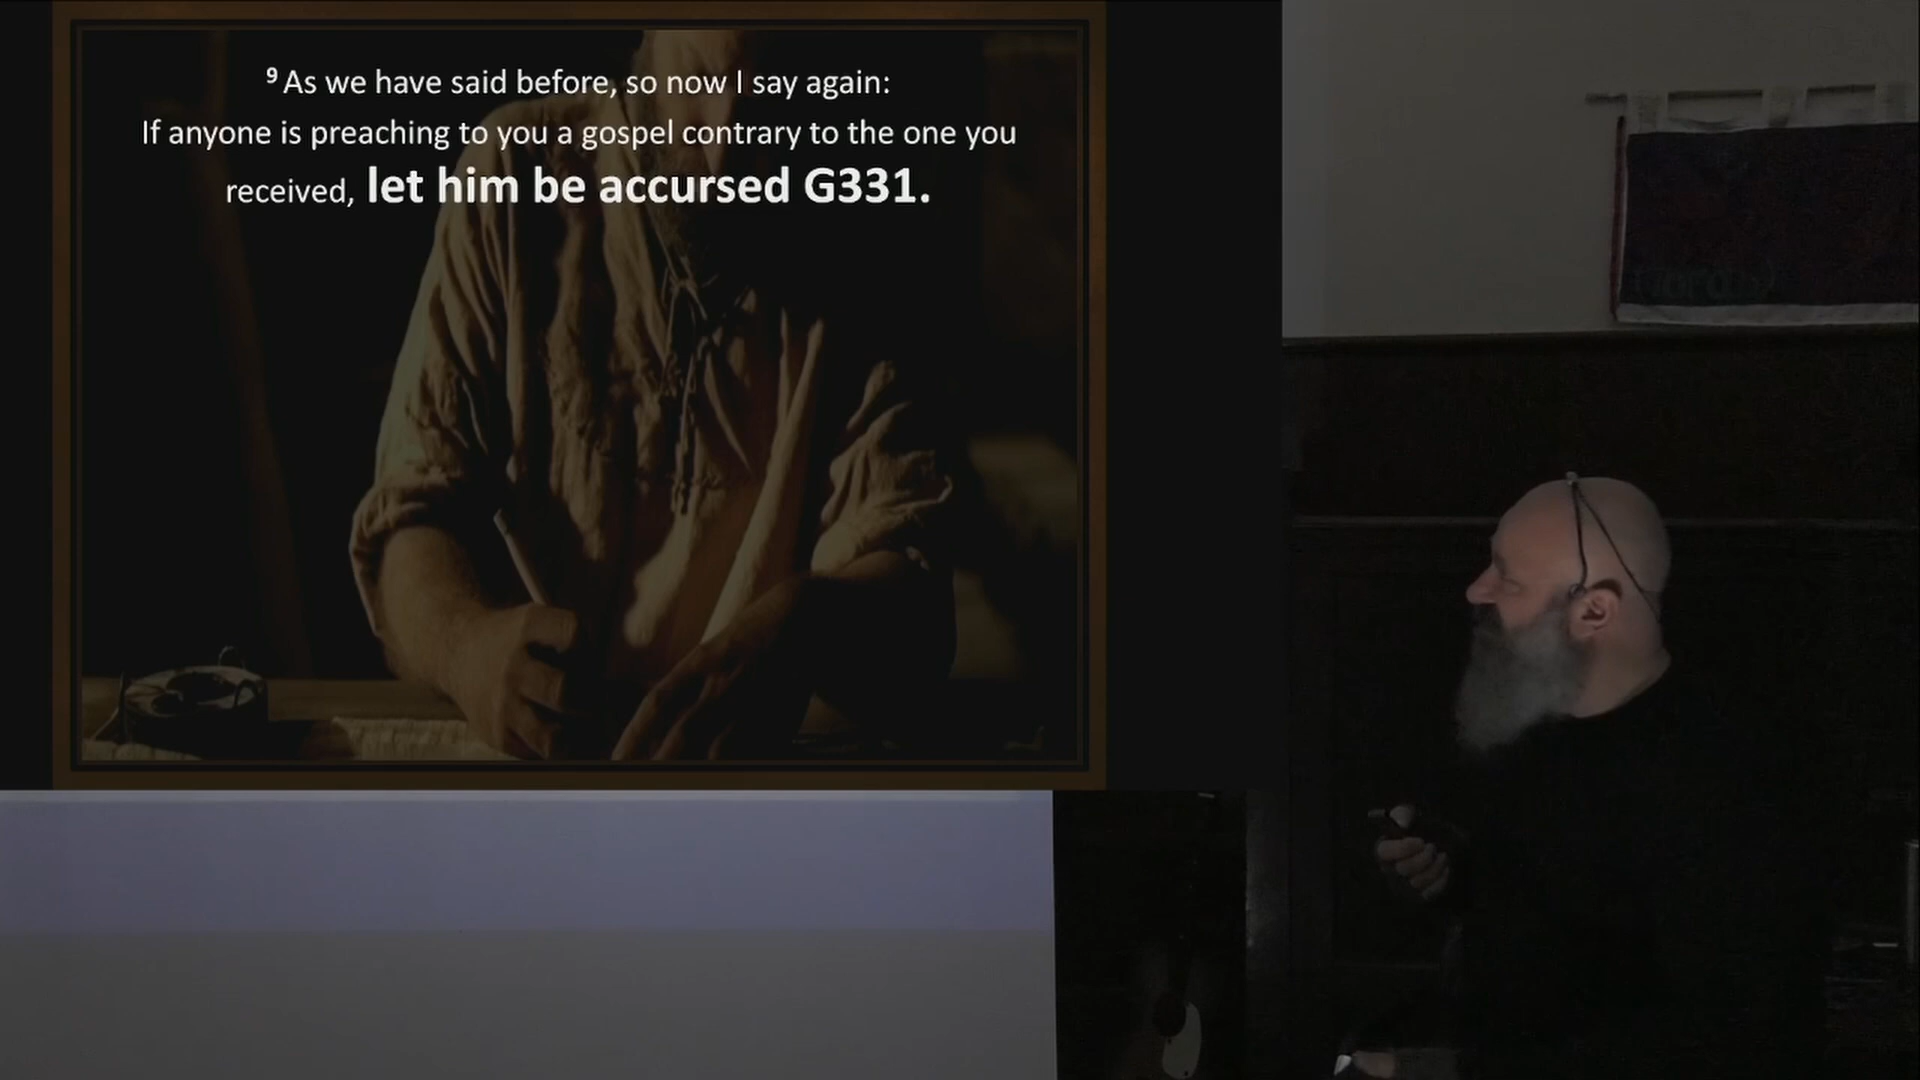 ⁹ As we have said before, so now I say again:
If anyone is preaching to you a gospel contrary to the one you
received, let him be accursed G331.